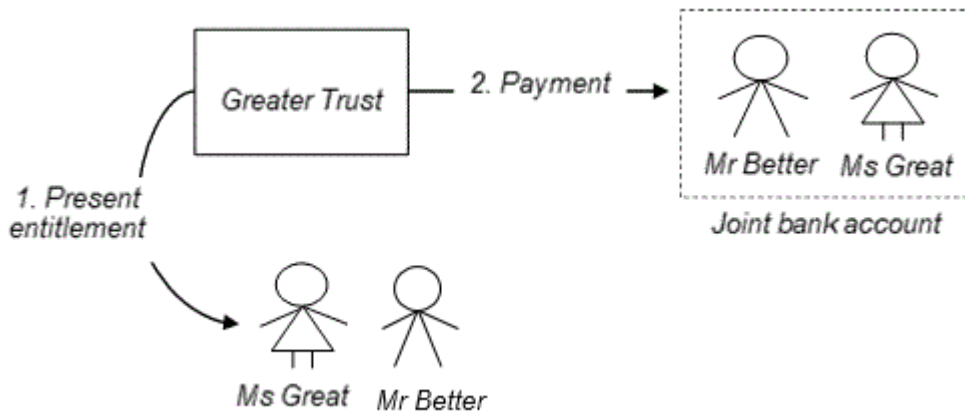 Greater Trust
2. Payment
Mr Better
Ms Great
Joint bank account
1. Present
entitlement
Ms Great
Mr Better